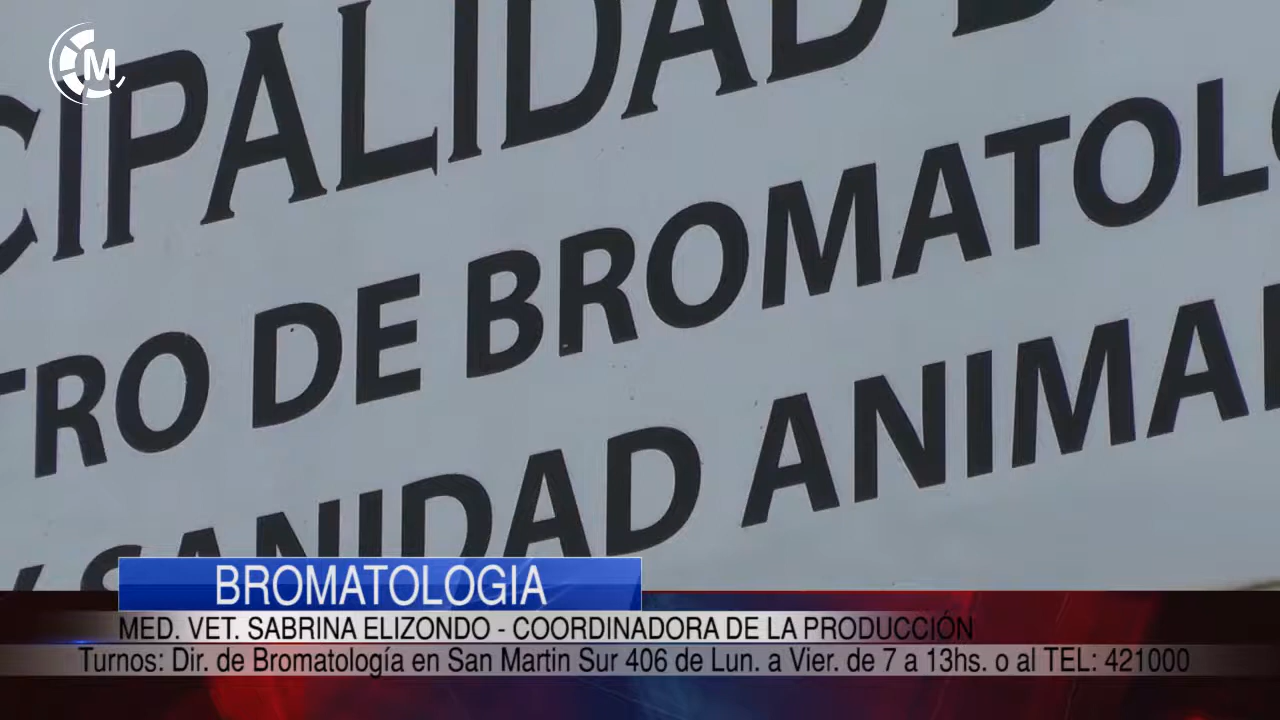 M
CIPALIDAD D
TRO DE BROMATOLO
Y SANIDAD ANIMA
BROMATOLOGIA
MED. VET. SABRINA ELIZONDO - COORDINADORA DE LA PRODUCCIÓN
Turnos: Dir. de Bromatología en San Martin Sur 406 de Lun. a Vier. de 7 a 13hs. o al TEL: 421000